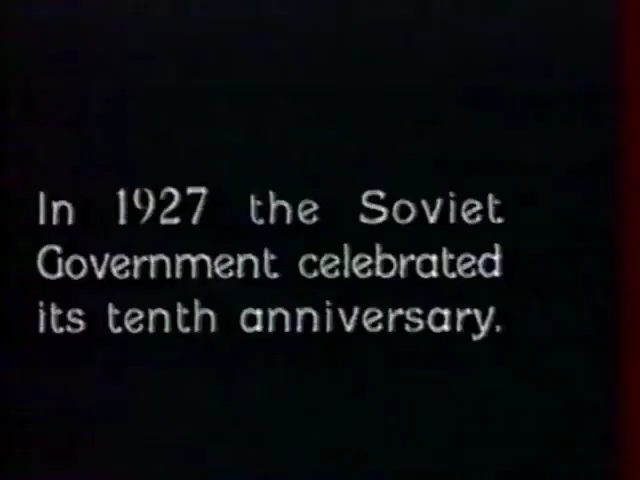 In 1927 the Soviet
Government celebrated
its tenth anniversary.